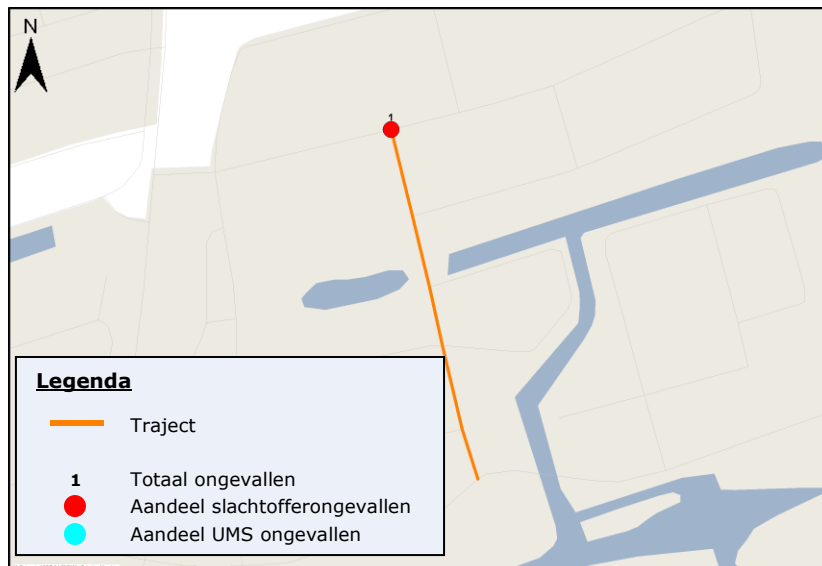 N
1
Legenda
Traject
1 Totaal ongevallen
Aandeel slachtofferongevallen
Aandeel UMS ongevallen